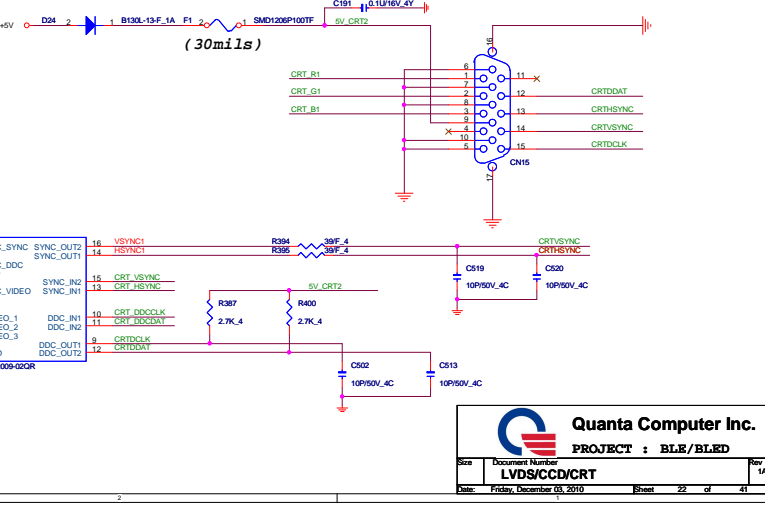 C191 0.1U/16V_4Y
+5V D24 2 1 B130L-13-F_1A F1 2 1 SMD1206P100TF 5V_CRT2
(30mils)
16
6
CRT_R1 1 11
7
CRT_G1 2 12 CRTDDAT
8
CRT_B1 3 13 CRTHSYNC
9
4 14 CRTVSYNC
10
5 15 CRTDCLK
CN15
17
C_SYNC SYNC_OUT2 16 VSYNC1 R394 39/F_4 CRTVSYNC
SYNC_OUT1 14 HSYNC1 R395 39/F_4 CRTHSYNC
C_DDC
C519 C520
SYNC_IN2 15 CRT_VSYNC
C_VIDEO SYNC_IN1 13 CRT_HSYNC 5V_CRT2 10P/50V_4C 10P/50V_4C
R387 R400
EO_1 DDC_IN1 10 CRT_DDCCLK
EO_2 DDC_IN2 11 CRT_DDCDAT 2.7K_4 2.7K_4
EO_3
DDC_OUT1 9 CRTDCLK
DDC_OUT2 12 CRTDDAT
009-02QR
C502 C513
10P/50V_4C 10P/50V_4C
Quanta Computer Inc.
PROJECT : BLE/BLED
Size Document Number Rev
LVDS/CCD/CRT 1A
Date: Friday, December 03, 2010 Sheet 22 of 41
2 1